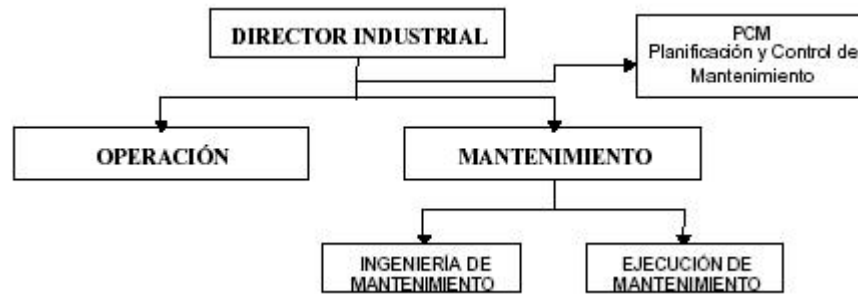 DIRECTOR INDUSTRIAL
PCM
Planificación y Control de
Mantenimiento
OPERACIÓN
MANTENIMIENTO
INGENIERÍA DE
MANTENIMIENTO
EJECUCIÓN DE
MANTENIMIENTO